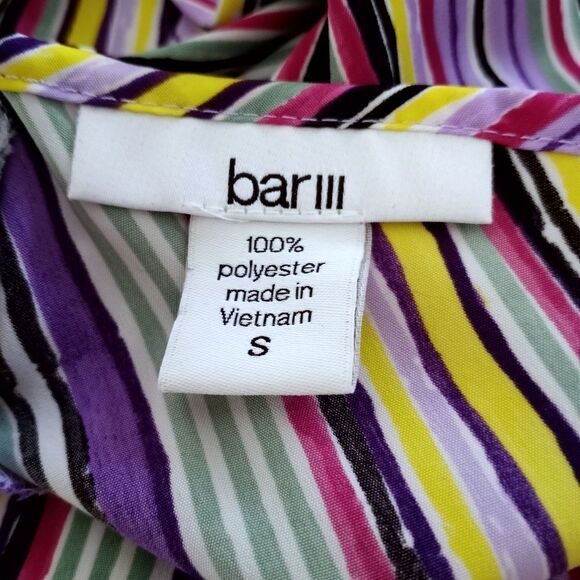 bar III
100%
polyester
made in
Vietnam
S